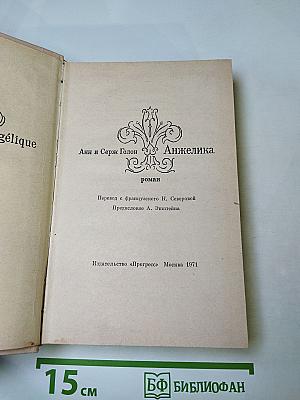 gélique
Анн и Серж Голон
Анжелика
роман
Перевод с французского Н. Северовой
Предисловие А. Эпштейна
Издательство «Прогресс» Москва 1971
15 см
БФ БИБЛИОФАН